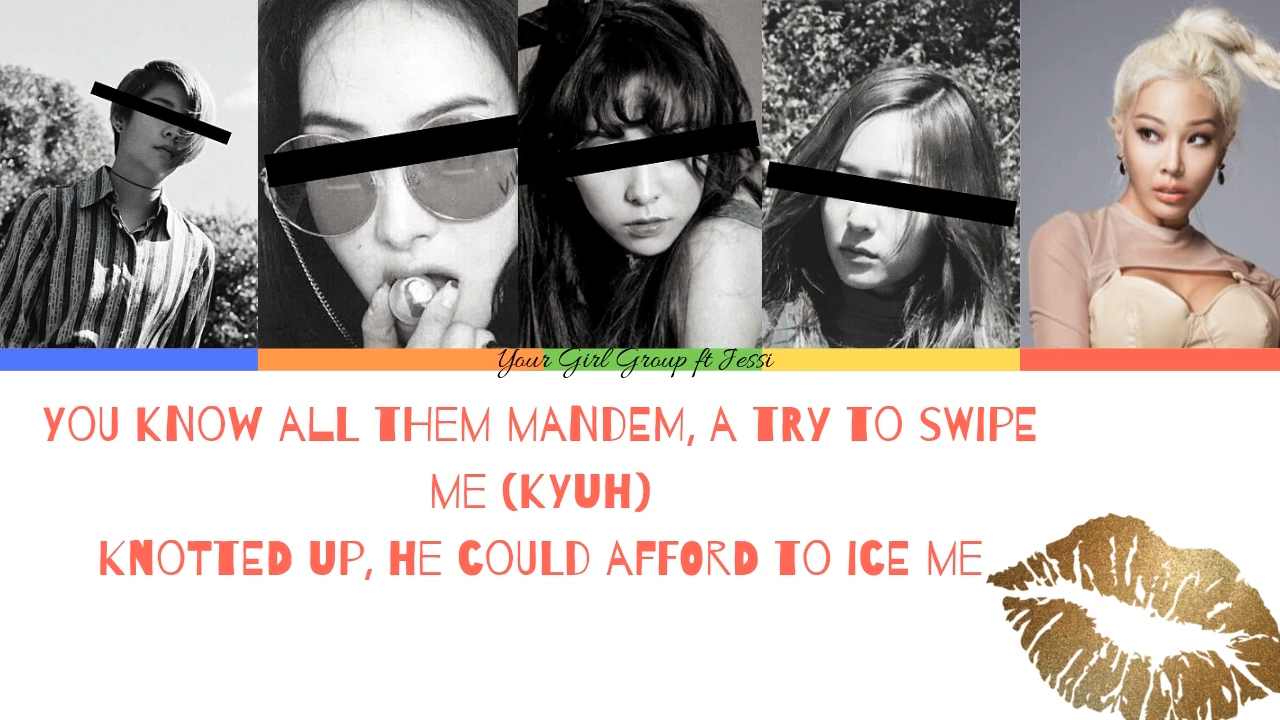 Your Girl Group ft Jessi
YOU KNOW ALL THEM MANDEM, A TRY TO SWIPE
ME (KYUH)
KNOTTED UP, HE COULD AFFORD TO ICE ME